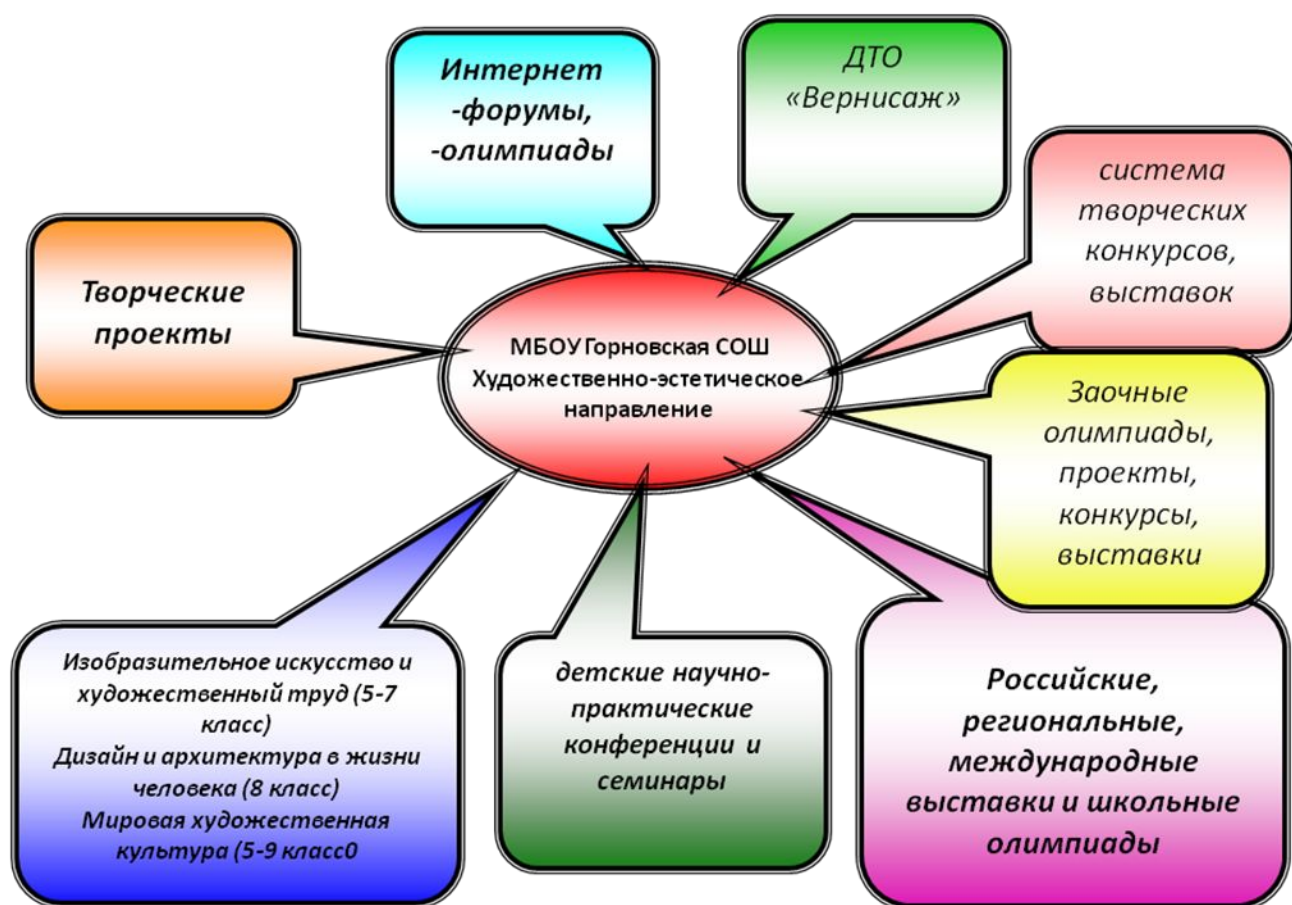 Интернет
-форумы,
-олимпиады
ДТО
«Вернисаж»
система
творческих
конкурсов,
выставок
Творческие
проекты
МБОУ Горновская СОШ
Художественно-эстетическое
направление
Заочные
олимпиады,
проекты,
конкурсы,
выставки
Изобразительное искусство и
художественный труд (5-7
класс)
Дизайн и архитектура в жизни
человека (8 класс)
Мировая художественная
культура (5-9 класс0
детские научно-
практические
конференции и
семинары
Российские,
региональные,
международные
выставки и школьные
олимпиады